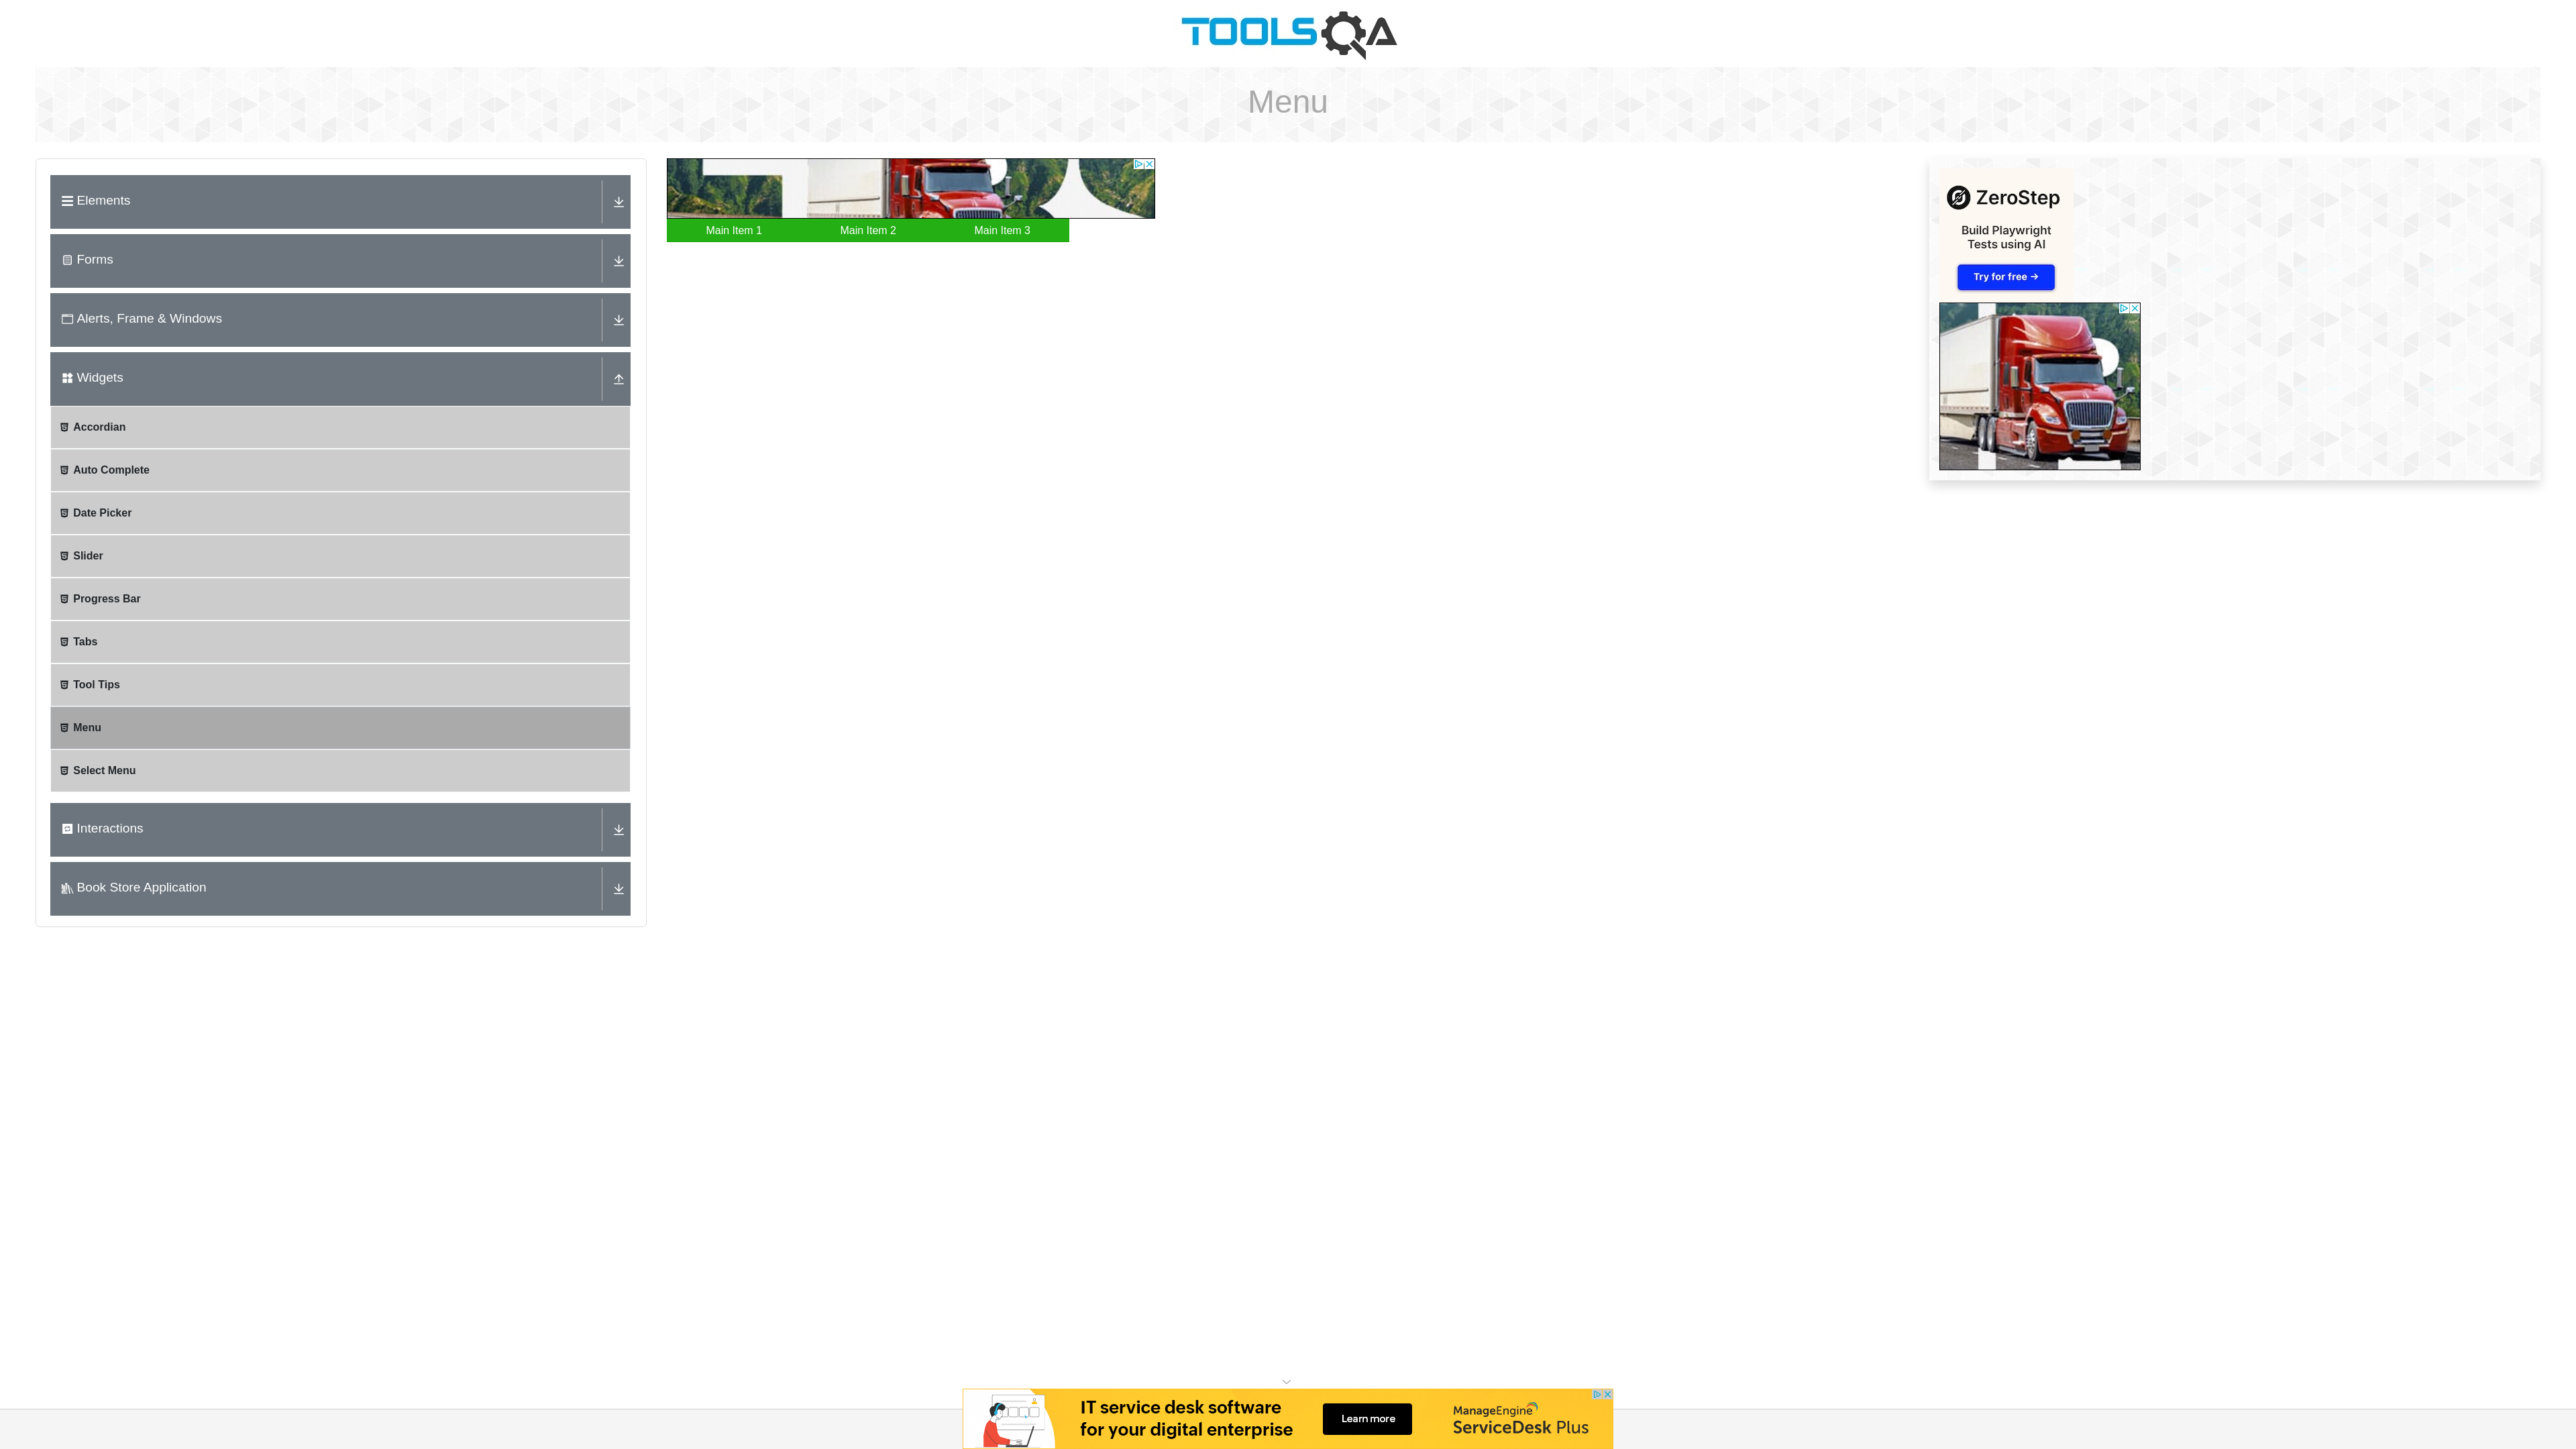 TOOLSQA
Menu
Elements
Forms
Alerts, Frame & Windows
Widgets
Accordian
Auto Complete
Date Picker
Slider
Progress Bar
Tabs
Tool Tips
Menu
Select Menu
Interactions
Book Store Application
Main Item 1
Main Item 2
Main Item 3
ZeroStep
Build Playwright
Tests using AI
Try for free →
IT service desk software
for your digital enterprise
Learn more
ManageEngine
ServiceDesk Plus